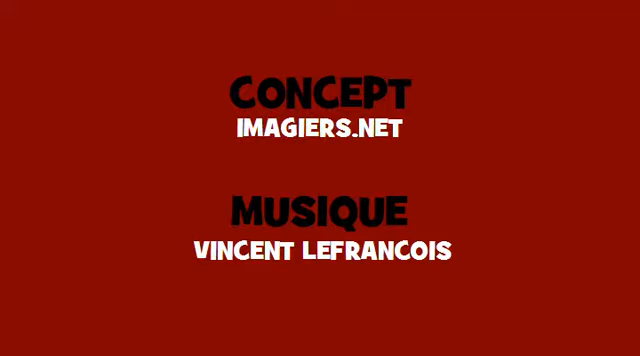 CONCEPT
IMAGIERS.NET
MUSIQUE
VINCENT LEFRANCOIS